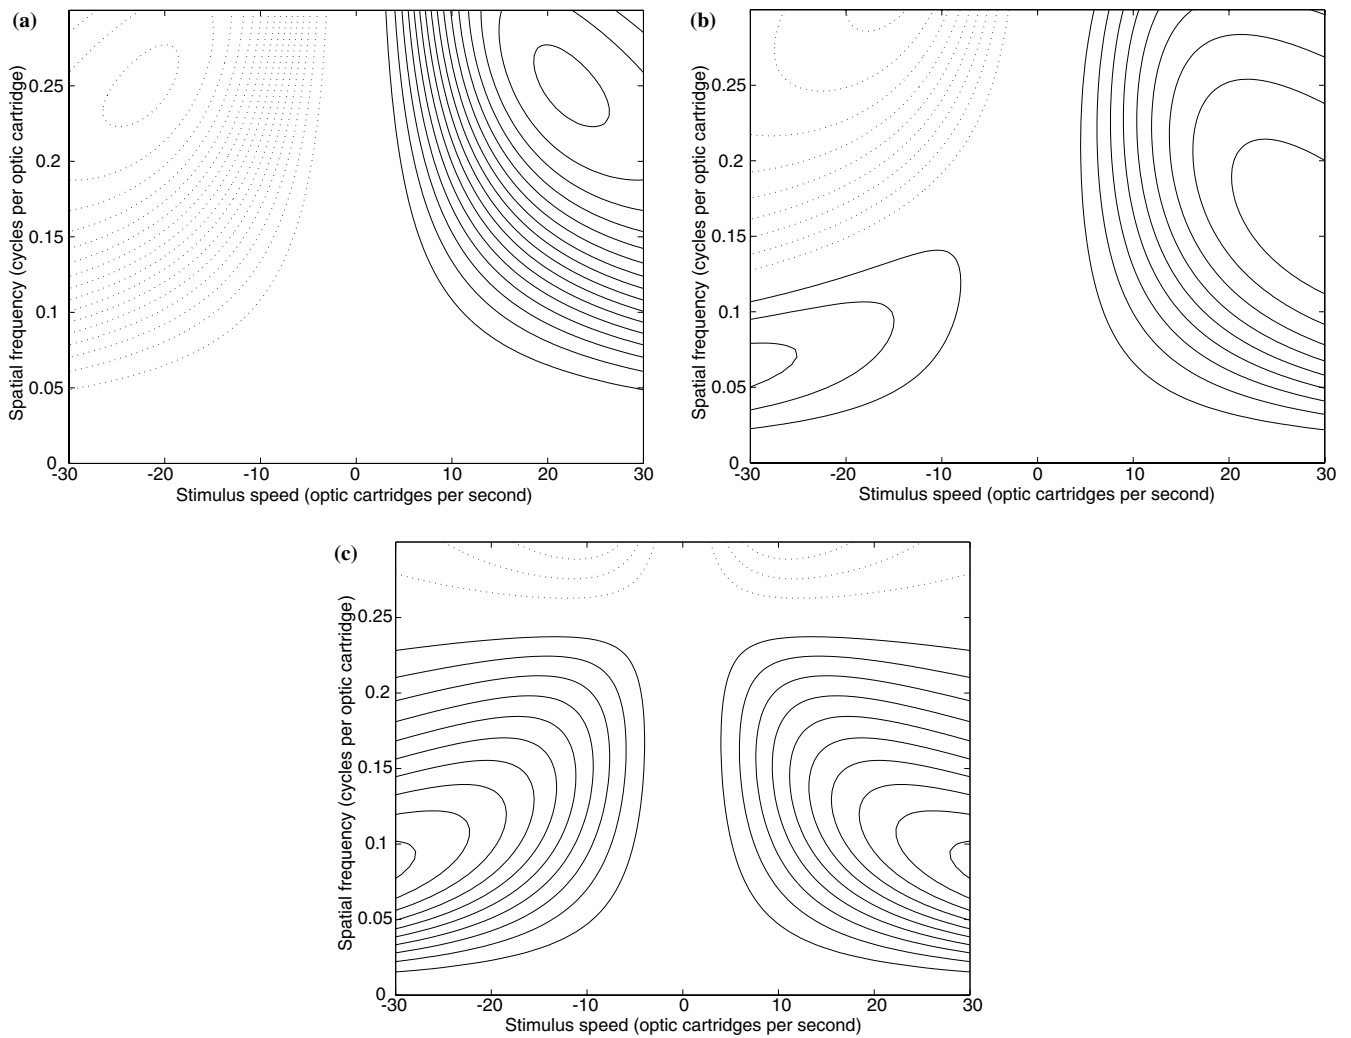 (a)
Spatial frequency (cycles per optic cartridge)
0.25
0.2
0.15
0.1
0.05
0
-30 -20 -10 0 10 20 30
Stimulus speed (optic cartridges per second)
(b)
Spatial frequency (cycles per optic cartridge)
0.25
0.2
0.15
0.1
0.05
0
-30 -20 -10 0 10 20 30
Stimulus speed (optic cartridges per second)
(c)
Spatial frequency (cycles per optic cartridge)
0.25
0.2
0.15
0.1
0.05
0
-30 -20 -10 0 10 20 30
Stimulus speed (optic cartridges per second)